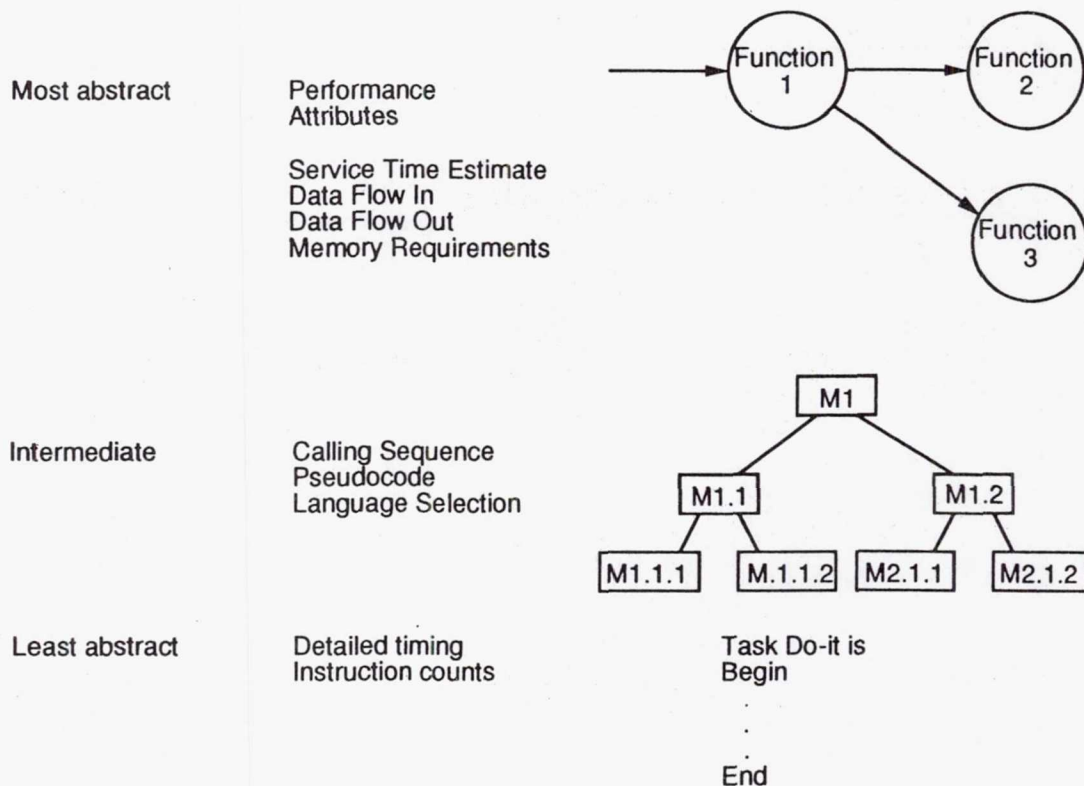 Most abstract
Performance
Attributes
Service Time Estimate
Data Flow In
Data Flow Out
Memory Requirements
Function
1
Function
2
Function
3
Intermediate
Calling Sequence
Pseudocode
Language Selection
M1
M1.1
M1.2
M1.1.1
M.1.1.2
M2.1.1
M2.1.2
Least abstract
Detailed timing
Instruction counts
Task Do-it is
Begin
.
.
.
End